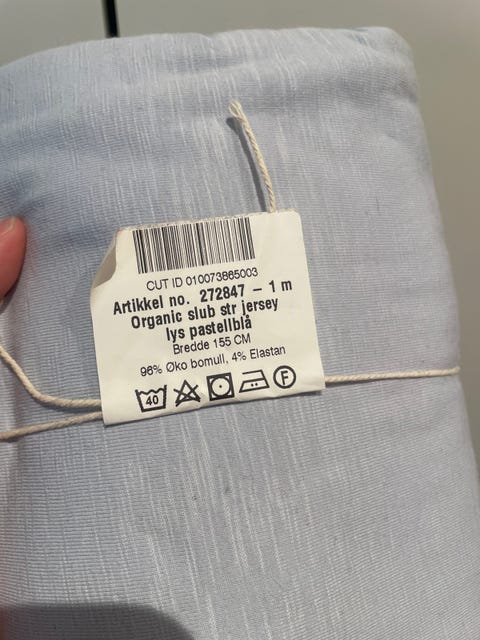 CUT ID 010073865003
Artikkel no. 272847 - 1 m
Organic slub str jersey
lys pastellblå
Bredde 155 CM
96% Øko bomull, 4% Elastan
40 F